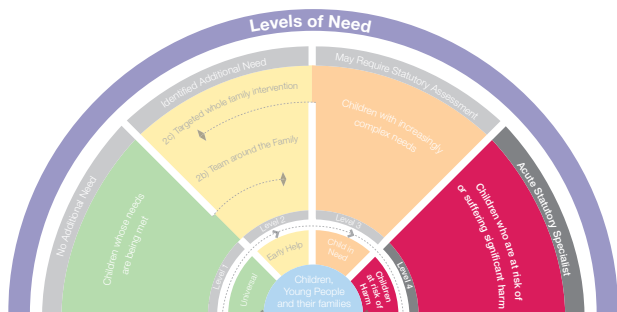 Levels of Need
No Additional Need
Identified Additional Need
May Require Statutory Assessment
Acute Statutory Specialist
Children whose needs
are being met
2c) Targeted whole family intervention
2b) Team around the Family
Children with increasingly
complex needs
Children who are at risk of
or suffering significant harm
Level 1
Level 2
Level 3
Level 4
Universal
Early Help
Child in
Need
Children
at risk of
Harm
Children,
Young People
and their families